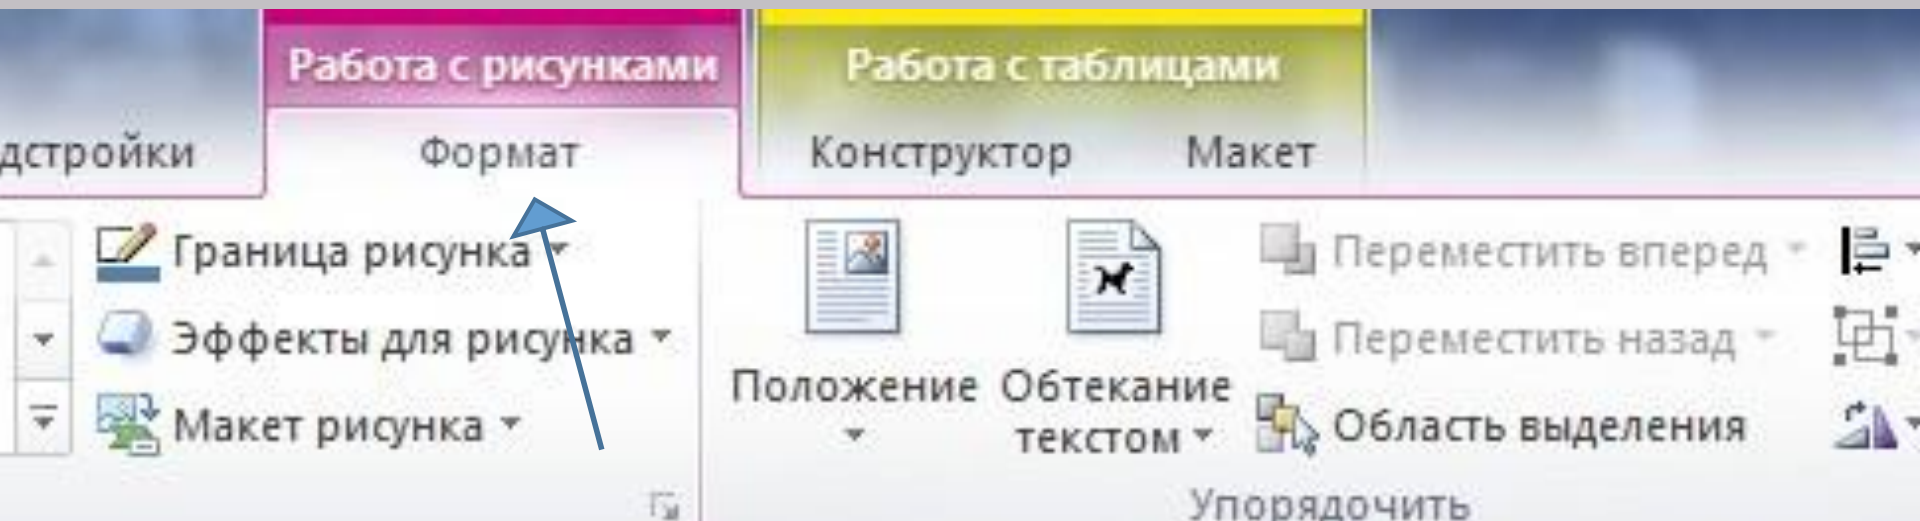 Работа с рисунками
Работа с таблицами
дстройки
Формат
Конструктор
Макет
Граница рисунка
Эффекты для рисунка
Макет рисунка
Положение
Обтекание
текстом
Переместить вперед
Переместить назад
Область выделения
Упорядочить